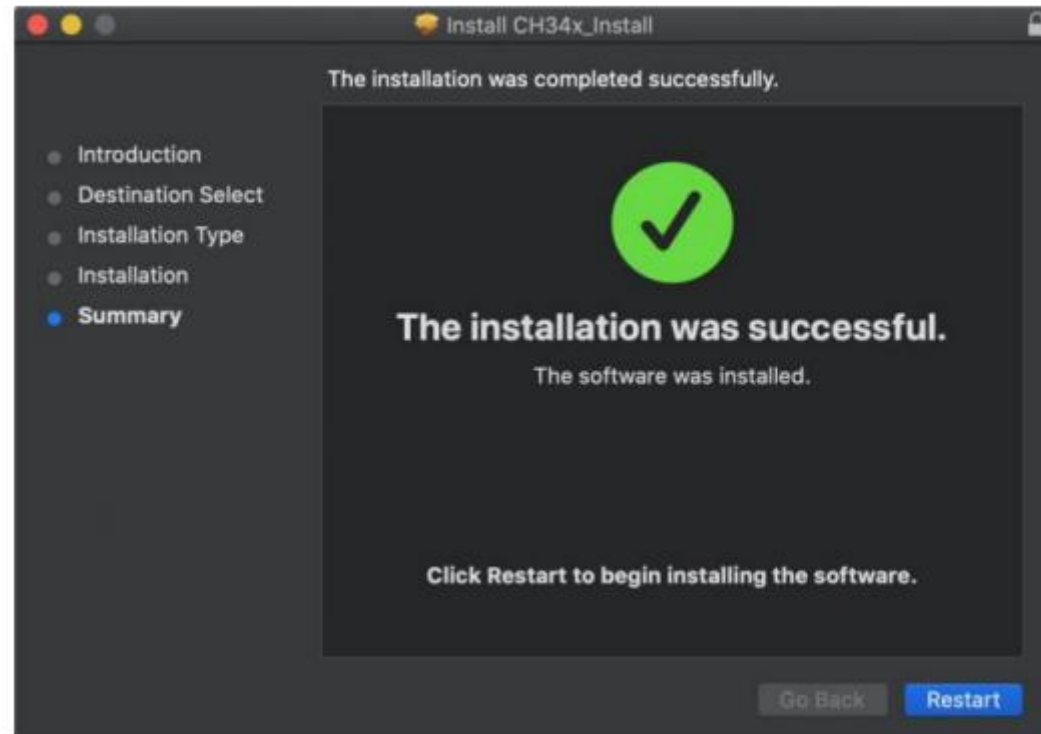 Install CH34x_Install
The installation was completed successfully.
Introduction
Destination Select
Installation Type
Installation
Summary
The installation was successful.
The software was installed.
Click Restart to begin installing the software.
Go Back
Restart